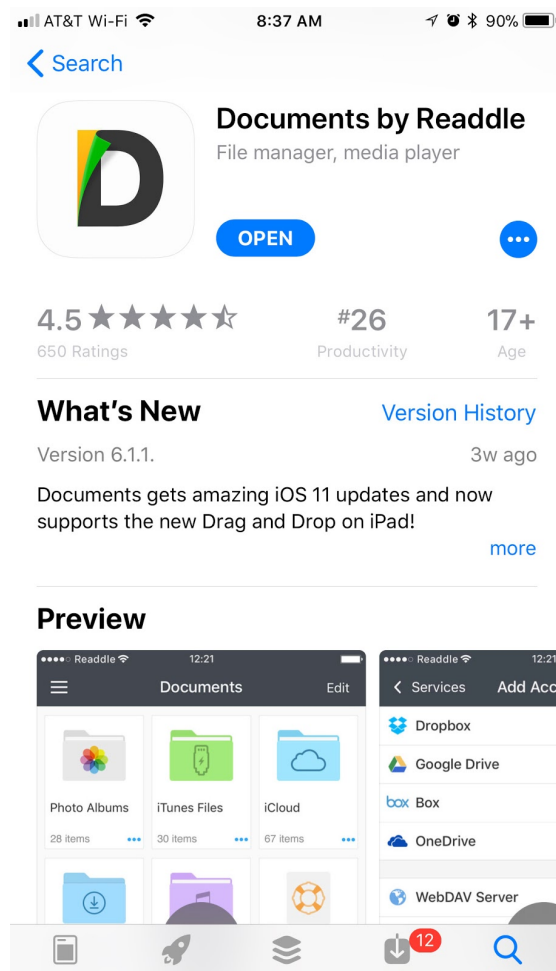 AT&T Wi-Fi 8:37 AM 90%
Search
Documents by Readdle
File manager, media player
OPEN
4.5 #26 17+
650 Ratings Productivity Age
What's New Version History
Version 6.1.1. 3w ago
Documents gets amazing iOS 11 updates and now
supports the new Drag and Drop on iPad!
more
Preview
Readdle 12:21
Documents Edit
Photo Albums iTunes Files iCloud
28 items 30 items 67 items
Readdle 12:21
Services Add Acc
Dropbox
Google Drive
box Box
OneDrive
WebDAV Server
12